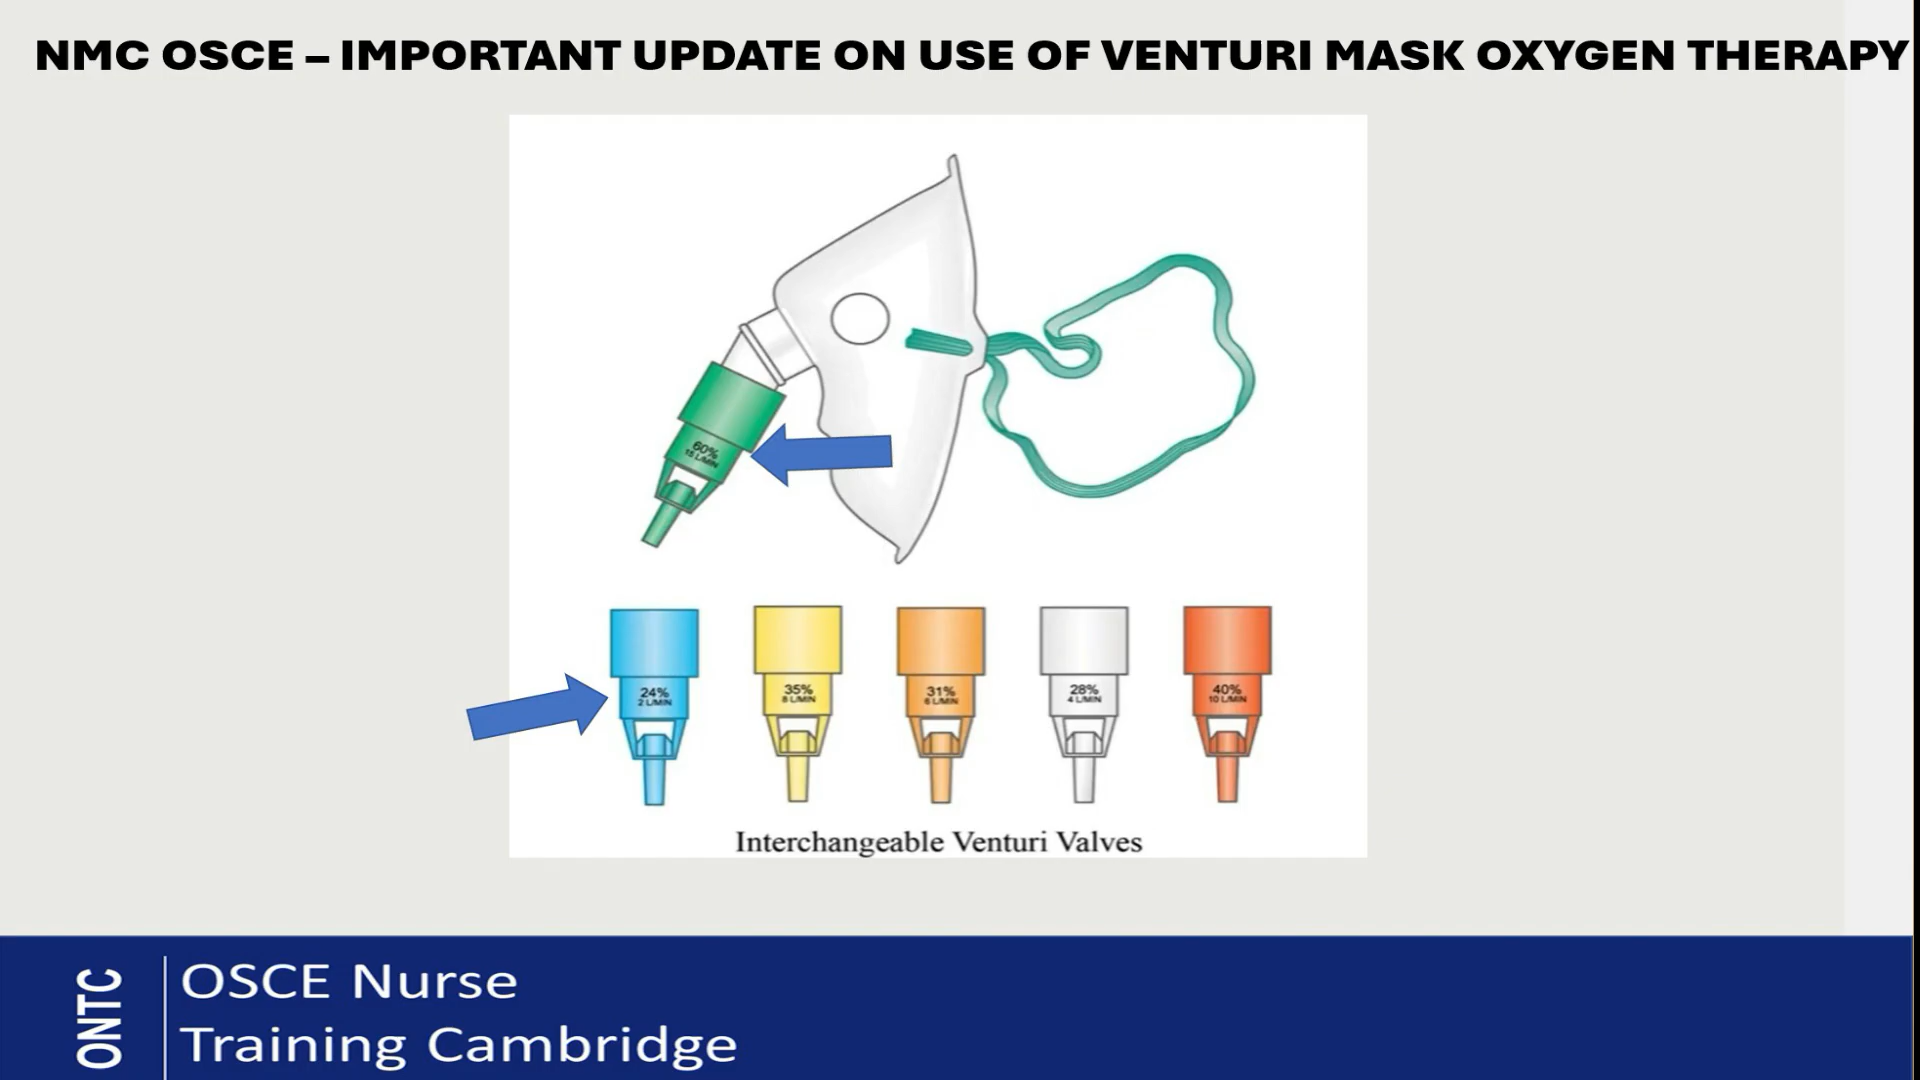 NMC OSCE – IMPORTANT UPDATE ON USE OF VENTURI MASK OXYGEN THERAPY
60%
15 L/MIN
24%
2 L/MIN
35%
8 L/MIN
31%
6 L/MIN
28%
4 L/MIN
40%
10 L/MIN
Interchangeable Venturi Valves
ONTC
OSCE Nurse
Training Cambridge